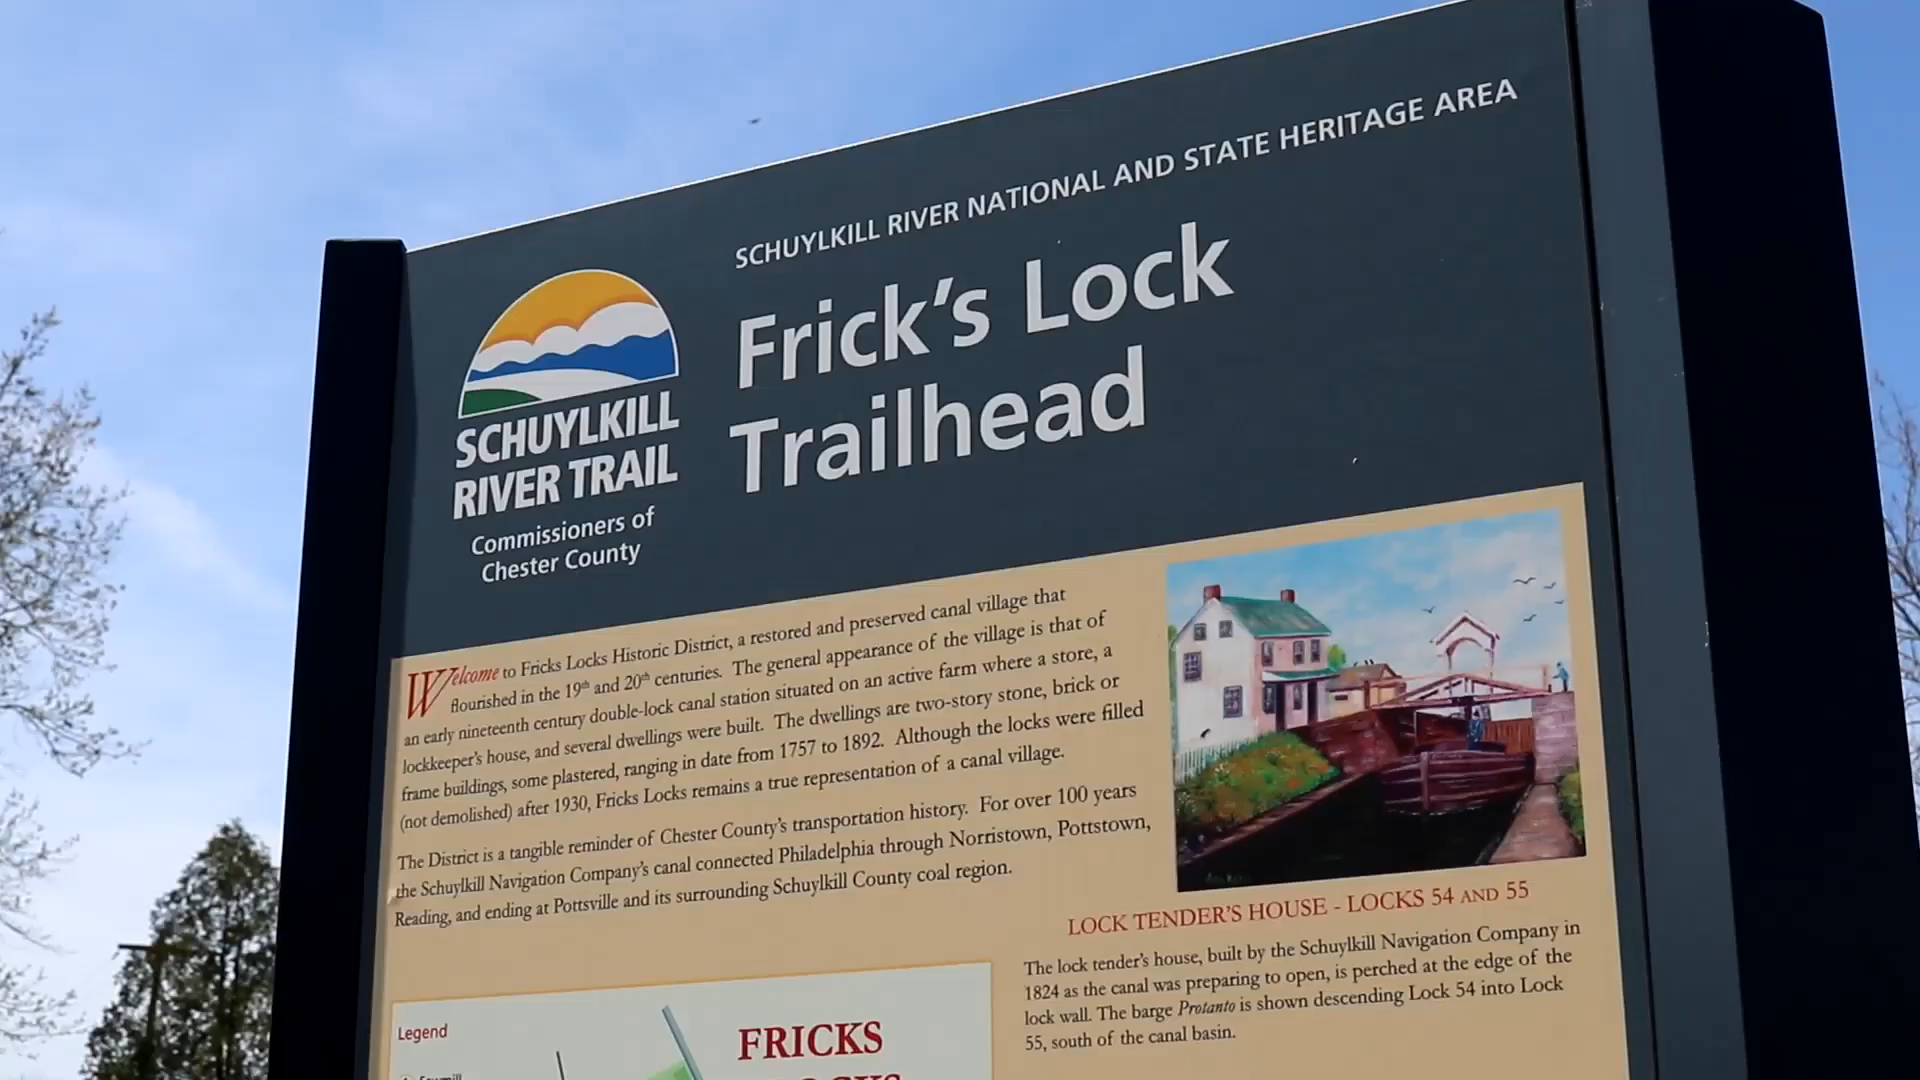 SCHUYLKILL RIVER NATIONAL AND STATE HERITAGE AREA
Frick's Lock
Trailhead
SCHUYLKILL
RIVER TRAIL
Commissioners of
Chester County
Welcome to Fricks Locks Historic District, a restored and preserved canal village that
flourished in the 19th and 20th centuries. The general appearance of the village is that of
an early nineteenth century double-lock canal station situated on an active farm where a store, a
lockkeeper's house, and several dwellings were built. The dwellings are two-story stone, brick or
frame buildings, some plastered, ranging in date from 1757 to 1892. Although the locks were filled
(not demolished) after 1930, Fricks Locks remains a true representation of a canal village.
The District is a tangible reminder of Chester County's transportation history. For over 100 years
the Schuylkill Navigation Company's canal connected Philadelphia through Norristown, Pottstown,
Reading, and ending at Pottsville and its surrounding Schuylkill County coal region.
LOCK TENDER'S HOUSE - LOCKS 54 AND 55
The lock tender's house, built by the Schuylkill Navigation Company in
1824 as the canal was preparing to open, is perched at the edge of the
lock wall. The barge Protanto is shown descending Lock 54 into Lock
55, south of the canal basin.
Legend
FRICKS